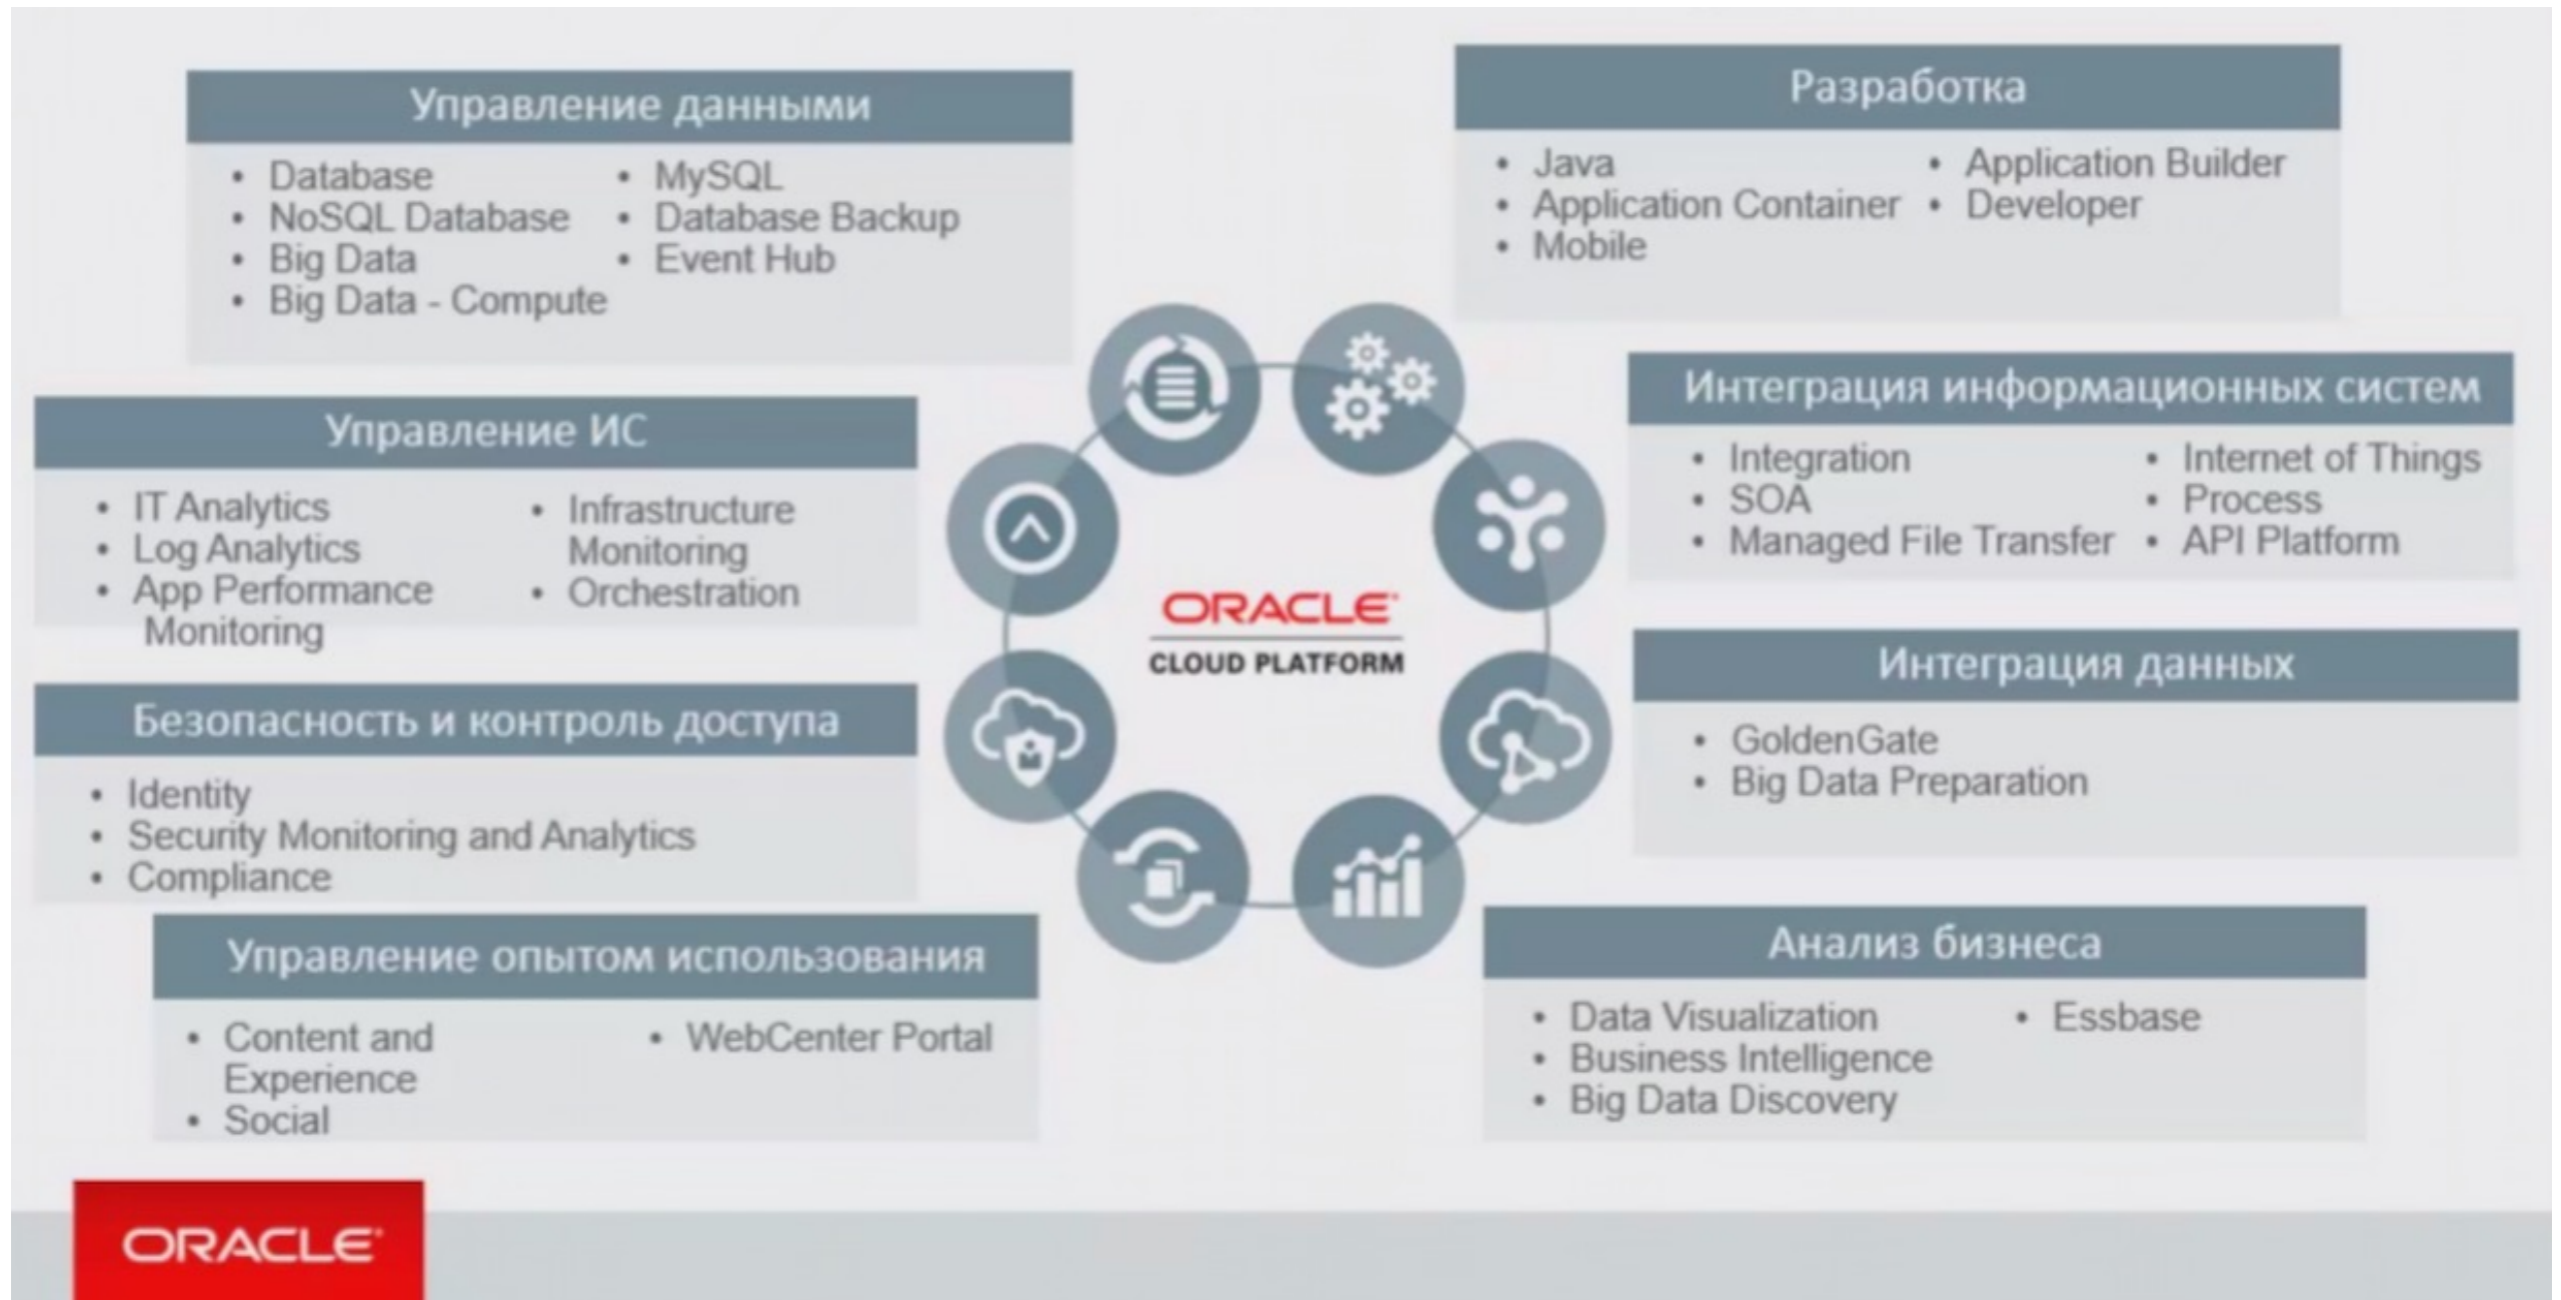 Управление данными
• Database
• NoSQL Database
• Big Data
• Big Data - Compute
• MySQL
• Database Backup
• Event Hub
Разработка
• Java
• Application Container
• Mobile
• Application Builder
• Developer
Управление ИС
• IT Analytics
• Log Analytics
• App Performance
Monitoring
• Infrastructure
Monitoring
• Orchestration
Интеграция информационных систем
• Integration
• SOA
• Managed File Transfer
• Internet of Things
• Process
• API Platform
ORACLE
CLOUD PLATFORM
Безопасность и контроль доступа
• Identity
• Security Monitoring and Analytics
• Compliance
Интеграция данных
• GoldenGate
• Big Data Preparation
Управление опытом использования
• Content and
Experience
• Social
• WebCenter Portal
Анализ бизнеса
• Data Visualization
• Business Intelligence
• Big Data Discovery
• Essbase
ORACLE